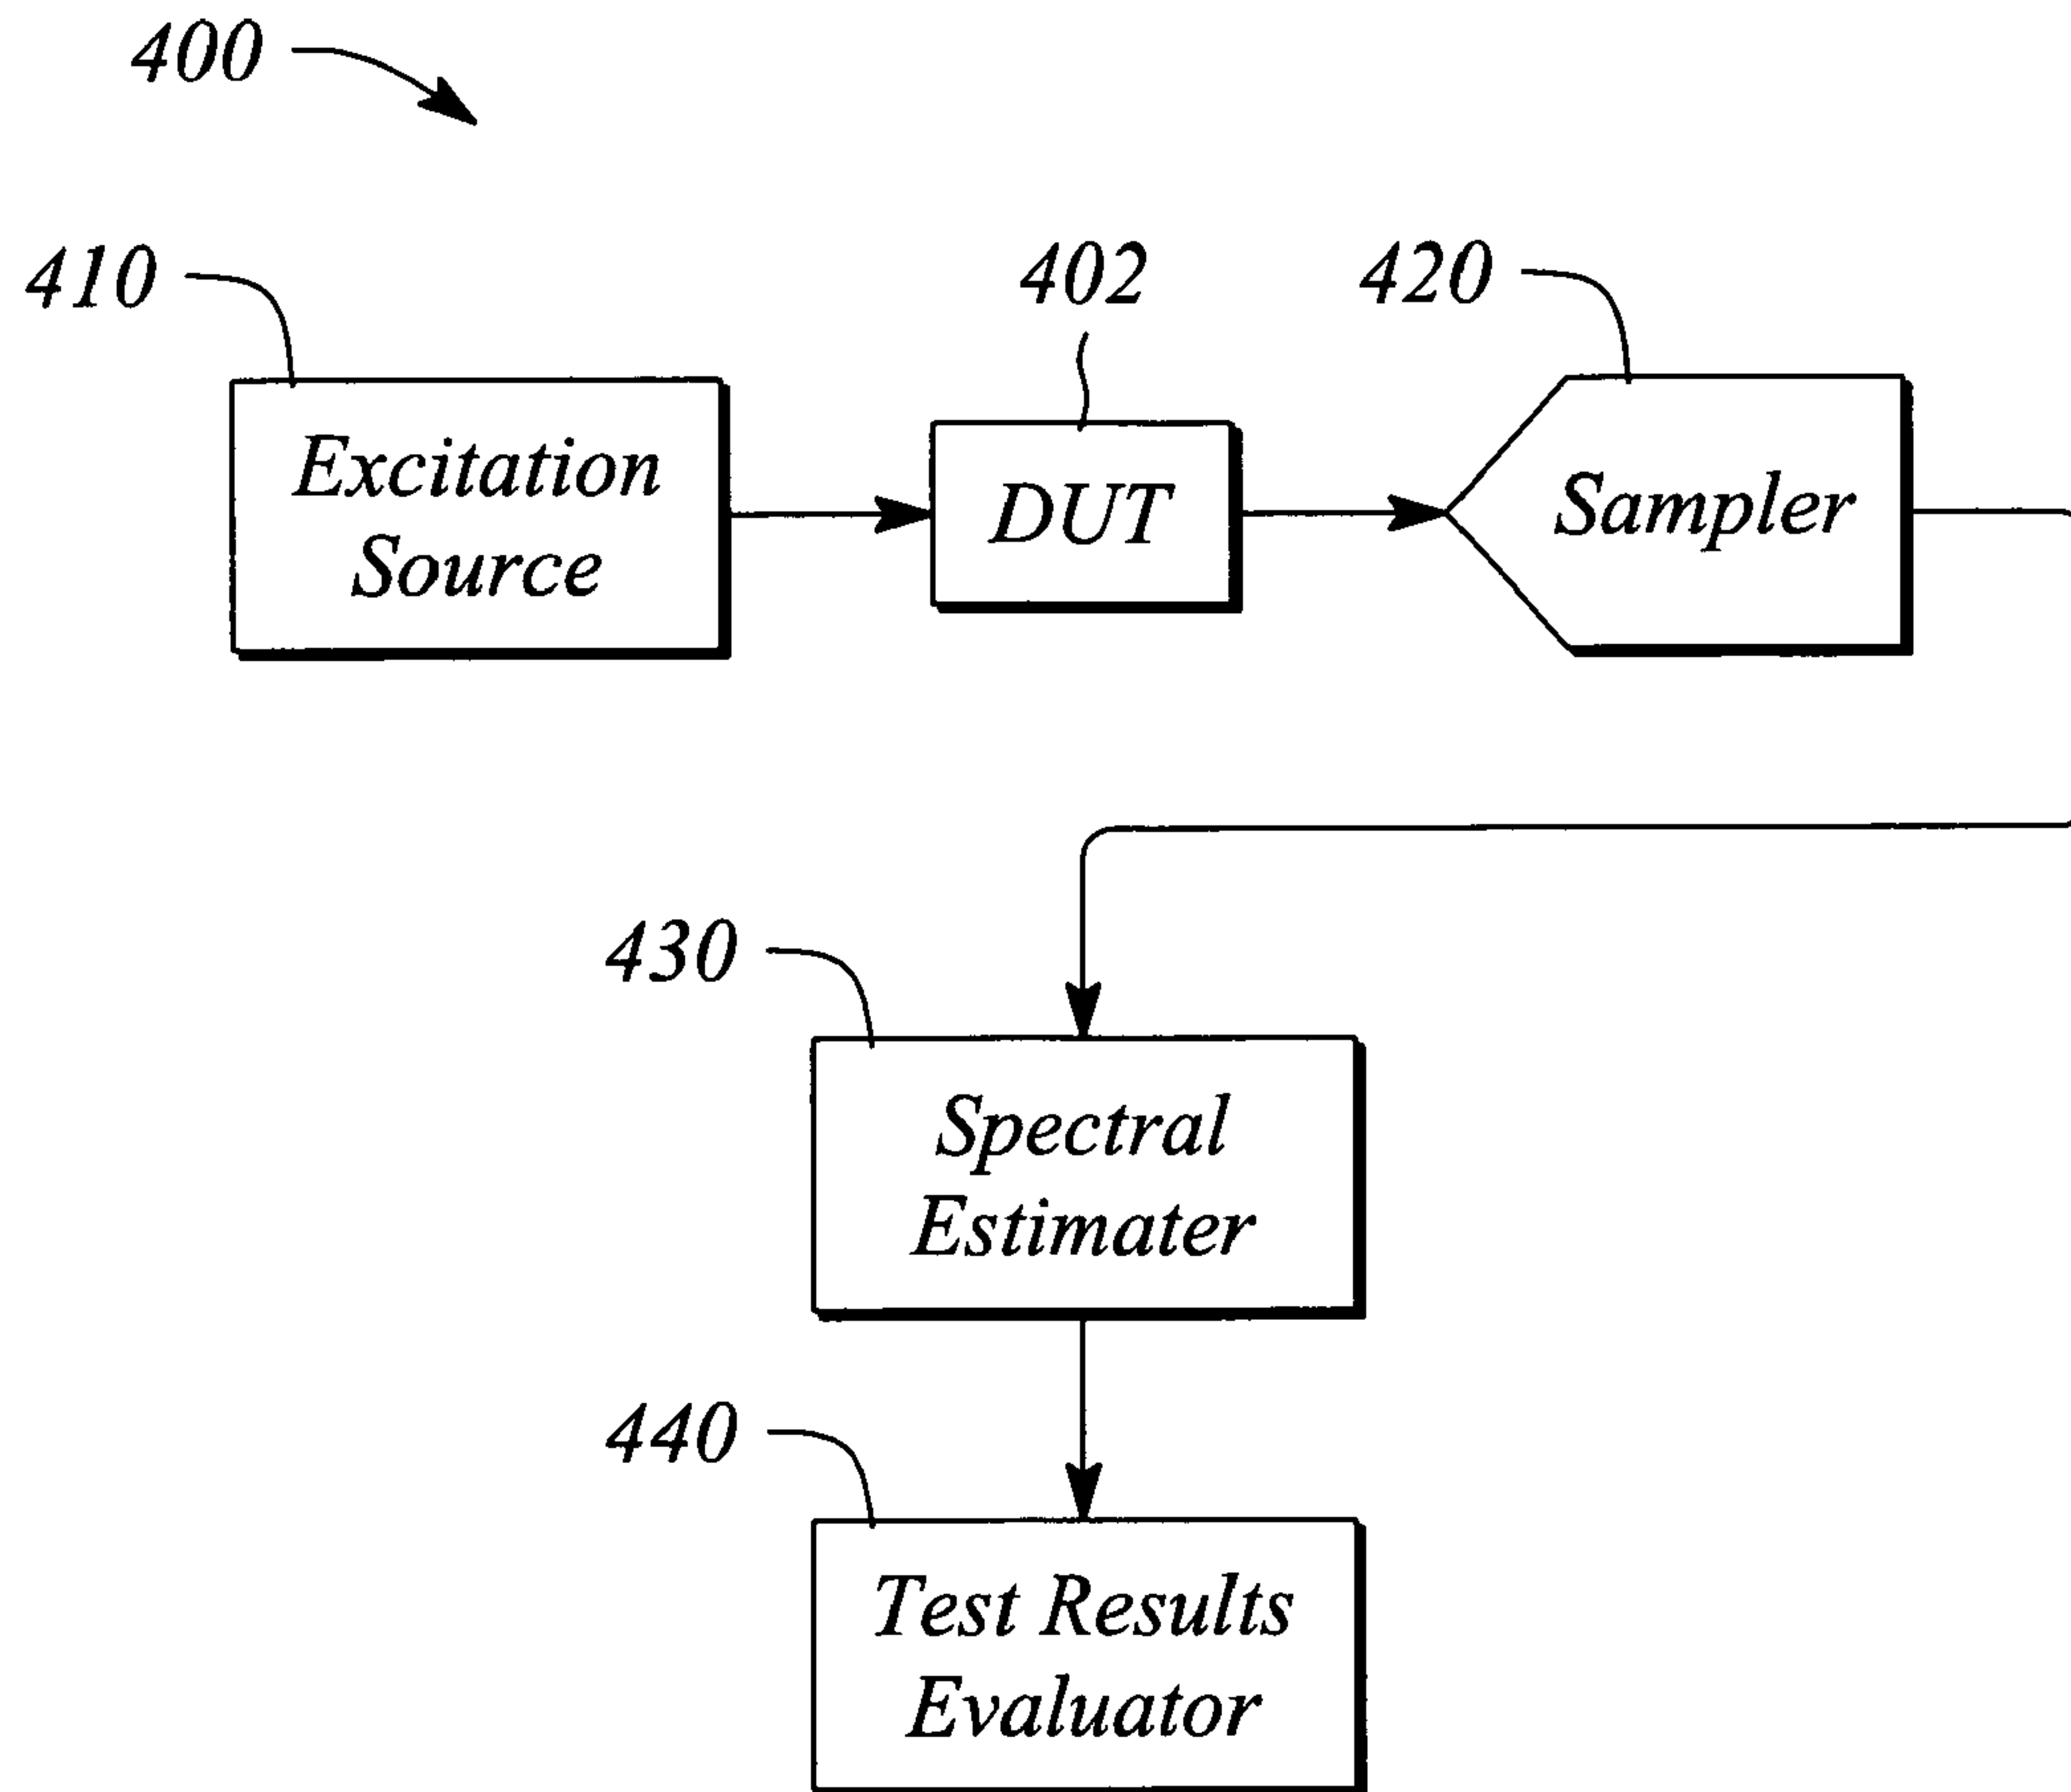 400
410
402
420
Excitation
Source
DUT
Sampler
430
Spectral
Estimater
440
Test Results
Evaluator